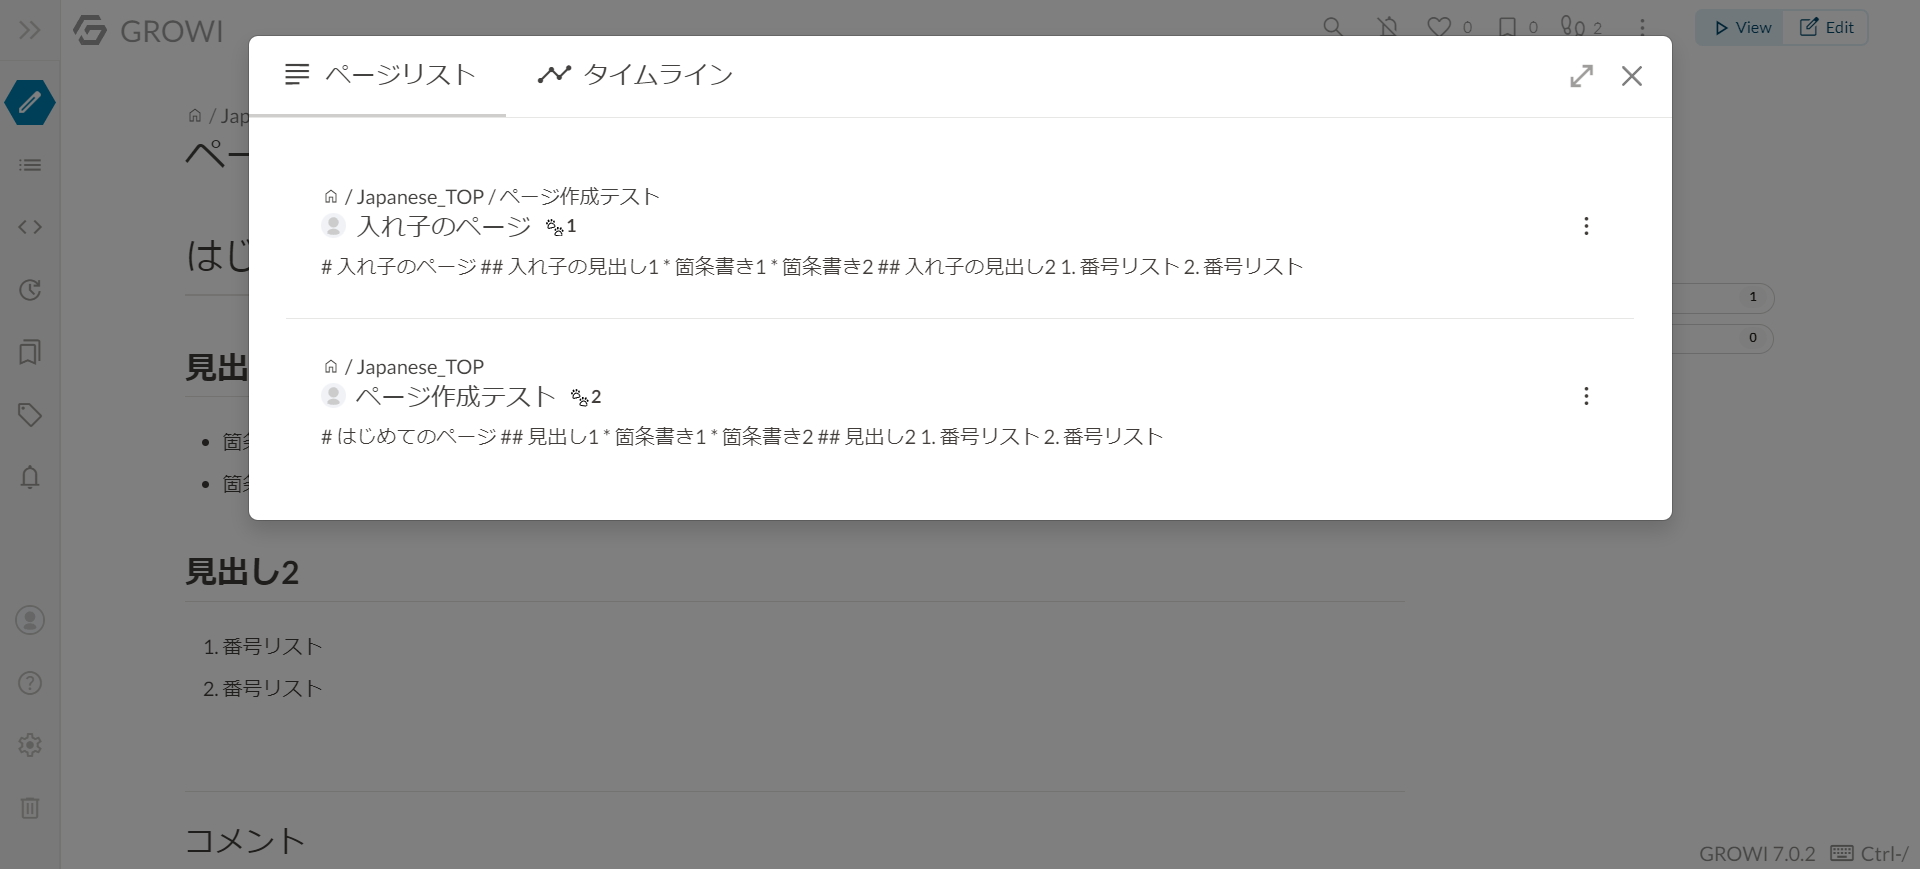 GROWI
0
0
2
View
Edit
ページリスト
タイムライン
/ Jap
ペー
/ Japanese_TOP / ページ作成テスト
入れ子のページ 1
# 入れ子のページ ## 入れ子の見出し1 * 箇条書き1 * 箇条書き2 ## 入れ子の見出し2 1. 番号リスト 2. 番号リスト
はじ
1
0
/ Japanese_TOP
ページ作成テスト 2
# はじめてのページ ## 見出し1 * 箇条書き1 * 箇条書き2 ## 見出し2 1. 番号リスト 2. 番号リスト
見出
箇
箇
見出し2
1. 番号リスト
2. 番号リスト
コメント
GROWI 7.0.2
Ctrl-/